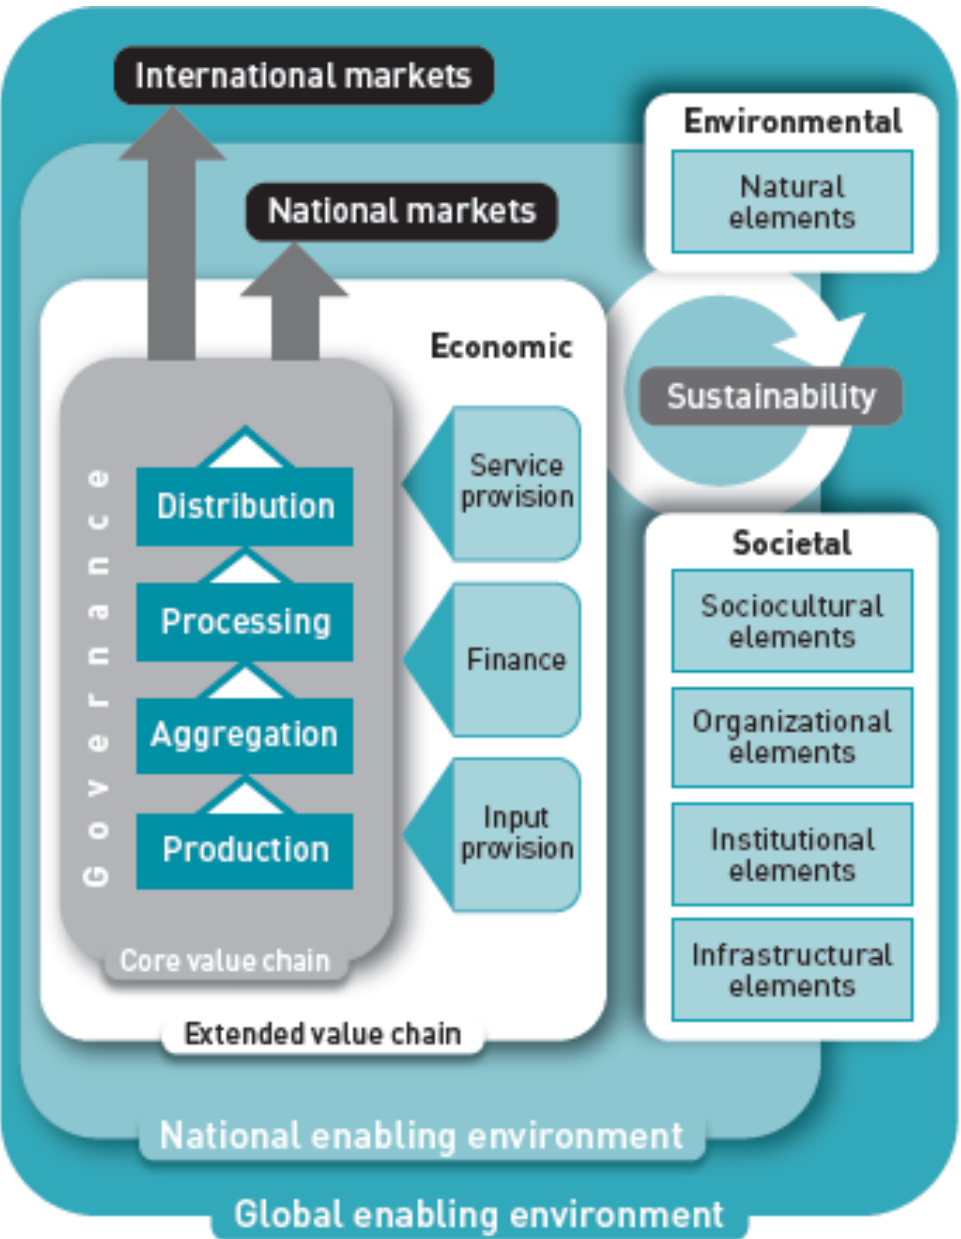 International markets
National markets
Environmental
Natural
elements
Economic
Sustainability
Governance
Distribution
Processing
Aggregation
Production
Service
provision
Finance
Input
provision
Societal
Sociocultural
elements
Organizational
elements
Institutional
elements
Infrastructural
elements
Core value chain
Extended value chain
National enabling environment
Global enabling environment